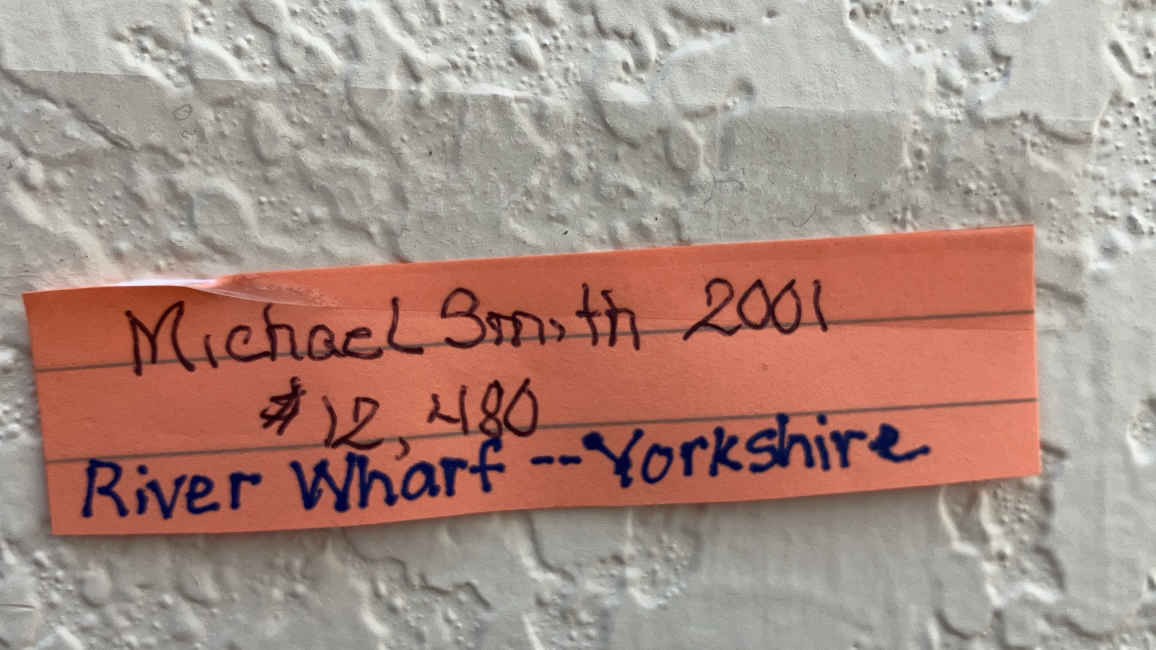 Michael Smith 2001
#12,480
River Wharf -- Yorkshire